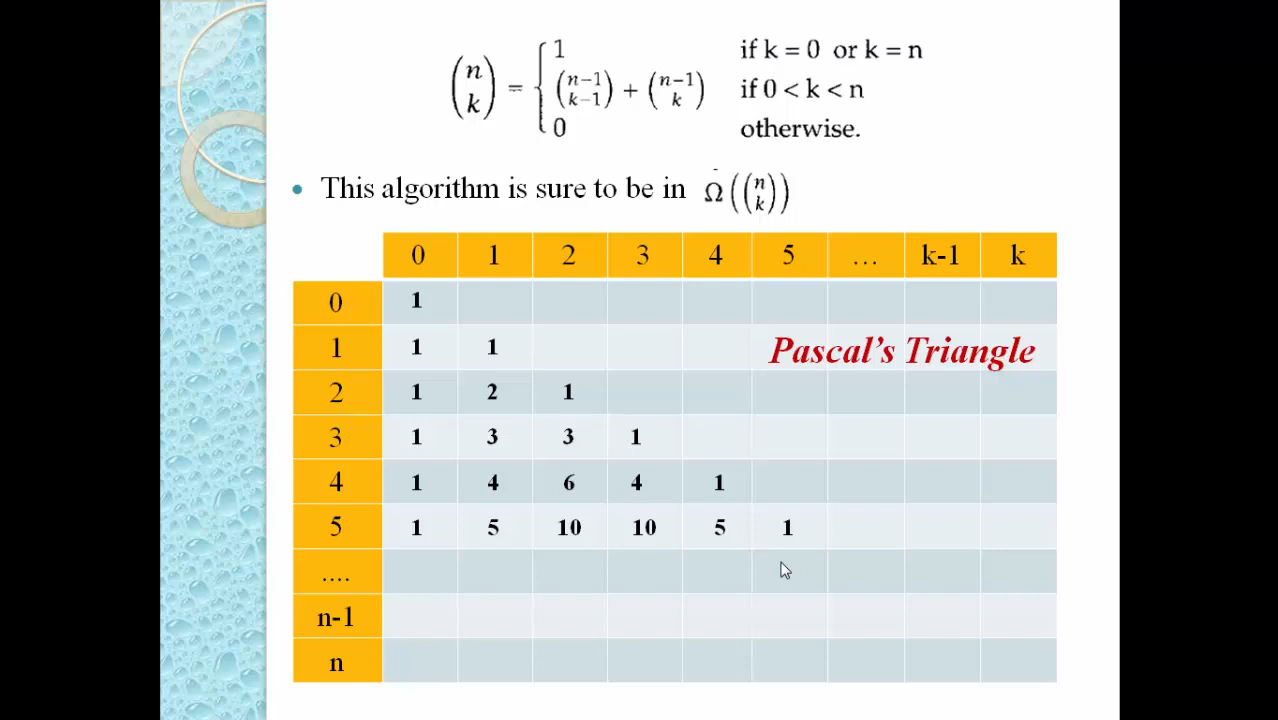 (n k) = { 1 if k = 0 or k = n
(n−1 k−1) + (n−1 k) if 0 < k < n
0 otherwise.
• This algorithm is sure to be in Ω((n k))
0 1 2 3 4 5 … k-1 k
0 1
1 1 1 Pascal’s Triangle
2 1 2 1
3 1 3 3 1
4 1 4 6 4 1
5 1 5 10 10 5 1
....
n-1
n